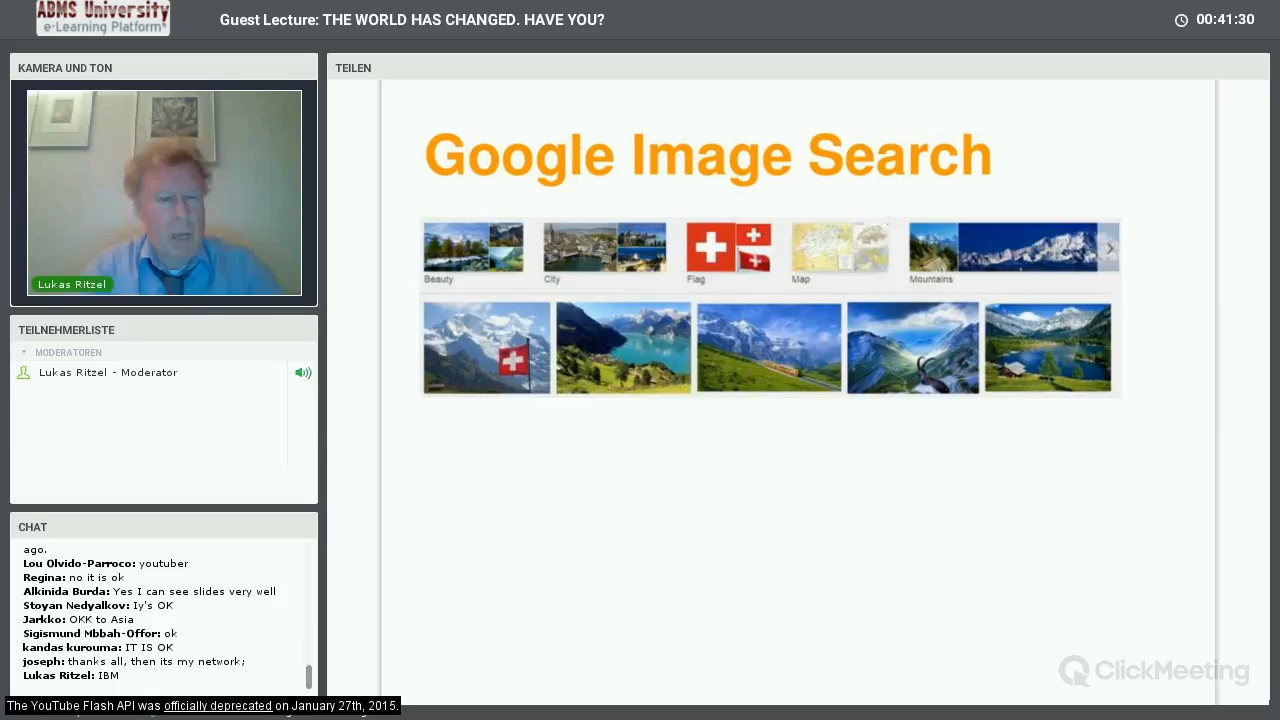 ABMS University
e-Learning Platform
Guest Lecture: THE WORLD HAS CHANGED. HAVE YOU?
00:41:30
KAMERA UND TON
Lukas Ritzel
TEILNEHMERLISTE
MODERATOREN
Lukas Ritzel - Moderator
CHAT
ago.
Lou Olvido-Parroco: youtuber
Regina: no it is ok
Alkinida Burda: Yes I can see slides very well
Stoyan Nedyalkov: Iy's OK
Jarkko: OKK to Asia
Sigismund Mbbah-Offor: ok
kandas kurouma: IT IS OK
joseph: thanks all, then its my network;
Lukas Ritzel: IBM
The YouTube Flash API was officially deprecated on January 27th, 2015.
TEILEN
Google Image Search
Beauty
City
Flag
Map
Mountains
ClickMeeting